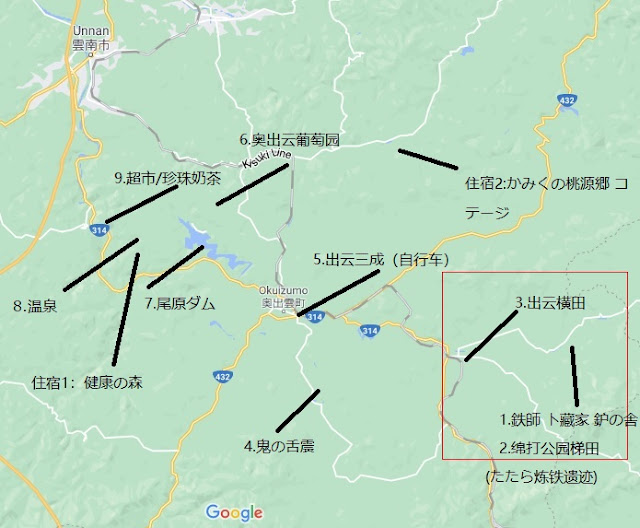 Unnan
雲南市
432
6.奥出云葡萄园
Kisuki Line
9.超市/珍珠奶茶
住宿2:かみくの桃源郷 コ
テージ
314
5.出云三成（自行车）
8.温泉
7.尾原ダム
Okuizumo
奥出雲町
314
3.出云横田
314
住宿1：健康の森
432
1.鉄師 卜藏家 鈩の舎
2.绵打公园梯田
(たたら炼铁遗迹)
4.鬼の舌震
Google